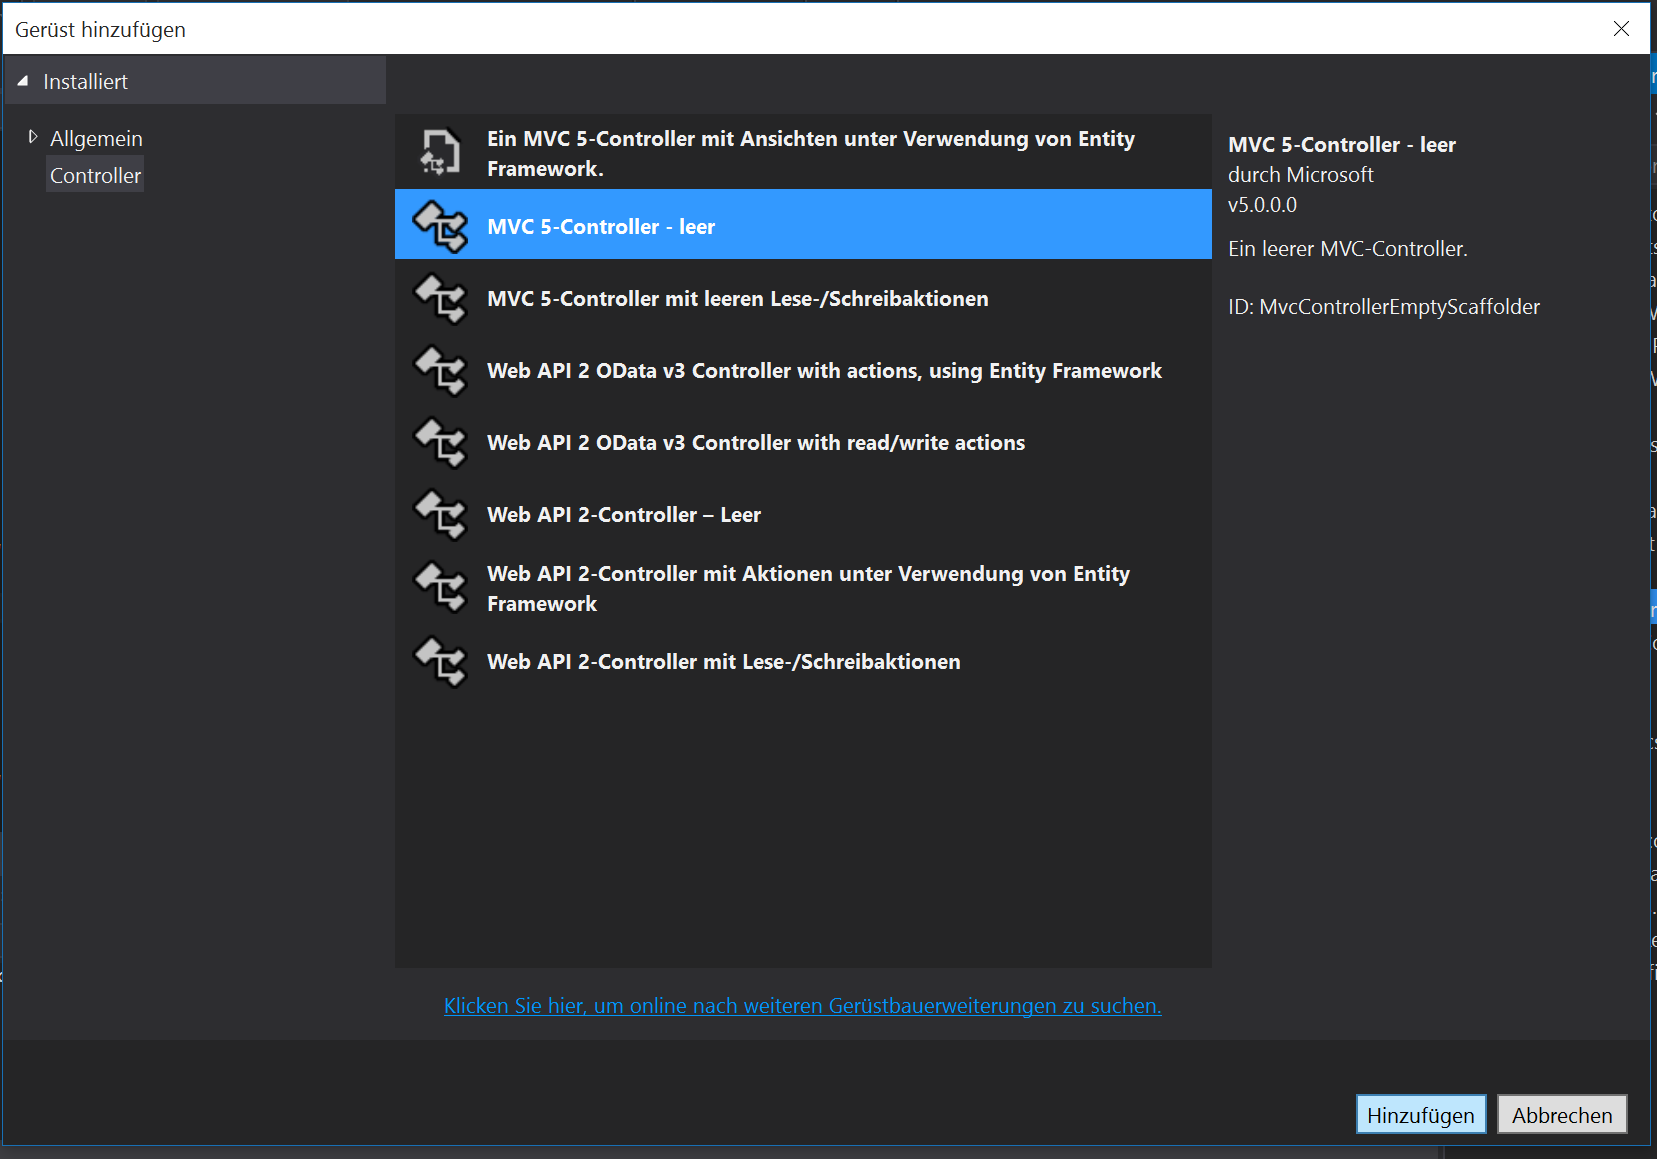 Gerüst hinzufügen
Installiert
Allgemein
Controller
Ein MVC 5-Controller mit Ansichten unter Verwendung von Entity
Framework.
MVC 5-Controller - leer
MVC 5-Controller mit leeren Lese-/Schreibaktionen
Web API 2 OData v3 Controller with actions, using Entity Framework
Web API 2 OData v3 Controller with read/write actions
Web API 2-Controller – Leer
Web API 2-Controller mit Aktionen unter Verwendung von Entity
Framework
Web API 2-Controller mit Lese-/Schreibaktionen
MVC 5-Controller - leer
durch Microsoft
v5.0.0.0
Ein leerer MVC-Controller.
ID: MvcControllerEmptyScaffolder
Klicken Sie hier, um online nach weiteren Gerüstbauerweiterungen zu suchen.
Hinzufügen
Abbrechen